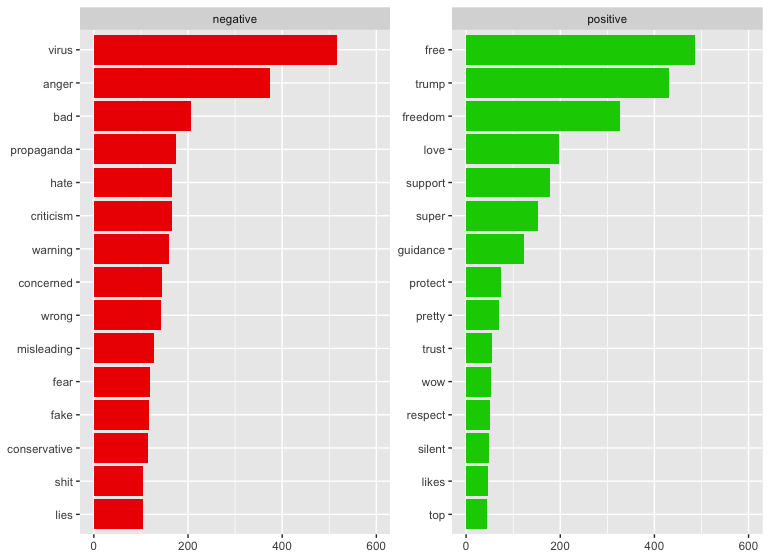 negative
virus
anger
bad
propaganda
hate
criticism
warning
concerned
wrong
misleading
fear
fake
conservative
shit
lies
0 200 400 600
positive
free
trump
freedom
love
support
super
guidance
protect
pretty
trust
wow
respect
silent
likes
top
0 200 400 600